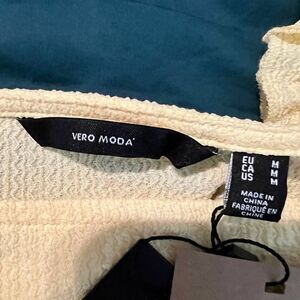 VERO MODA
EU M
CA M
US M
MADE IN
CHINA
FABRIQUÉ EN
CHINE